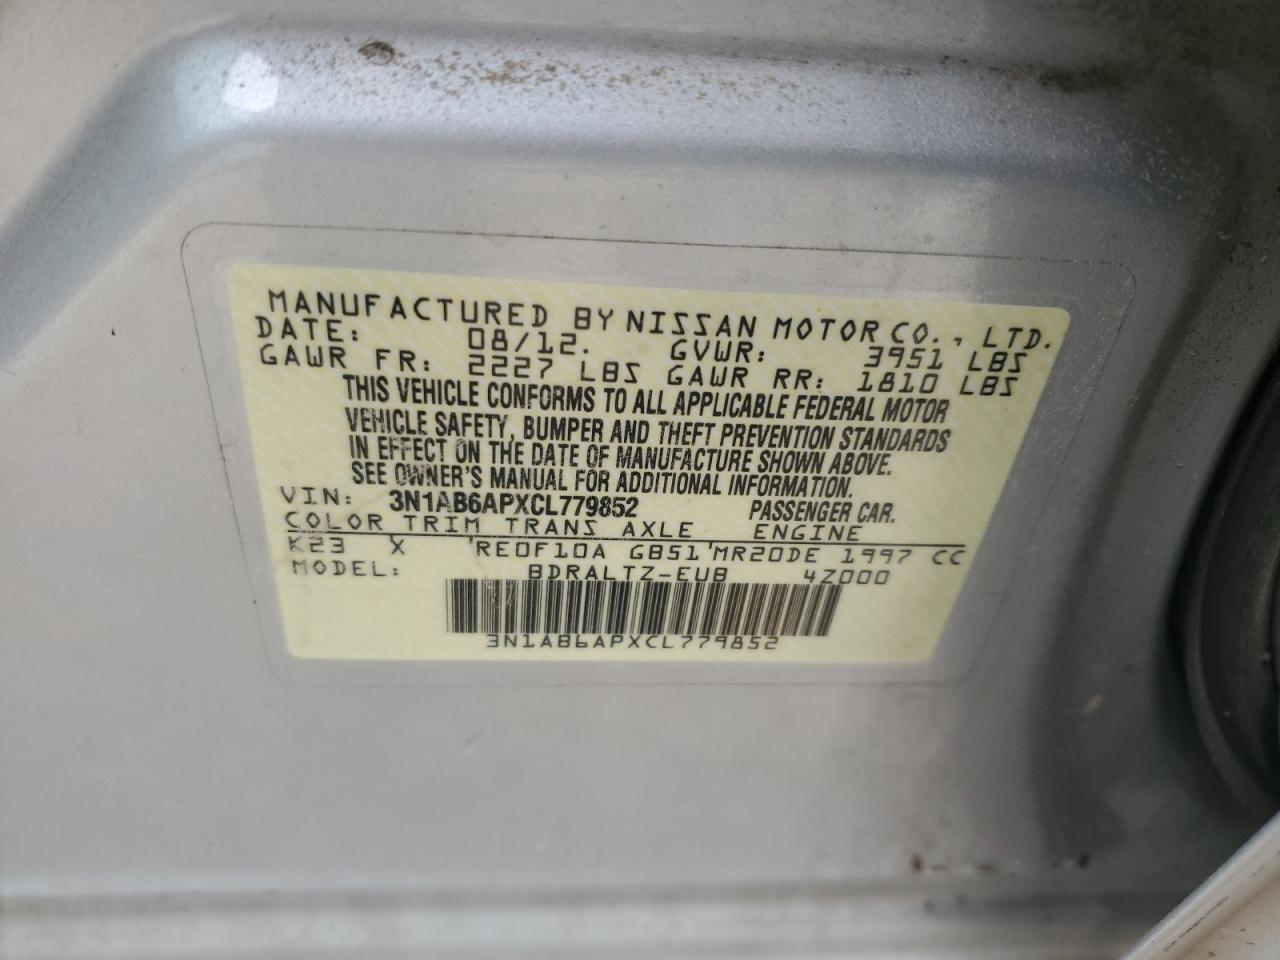 MANUFACTURED BY NISSAN MOTOR CO., LTD.
DATE: 08/12. GVWR: 3951 LBS
GAWR FR: 2227 LBS GAWR RR: 1810 LBS
THIS VEHICLE CONFORMS TO ALL APPLICABLE FEDERAL MOTOR
VEHICLE SAFETY, BUMPER AND THEFT PREVENTION STANDARDS
IN EFFECT ON THE DATE OF MANUFACTURE SHOWN ABOVE.
SEE OWNER'S MANUAL FOR ADDITIONAL INFORMATION.
VIN: 3N1AB6APXCL779852 PASSENGER CAR.
COLOR TRIM TRANS AXLE ENGINE
K23 X 'RE0F10A GB51'MR20DE 1997 CC
MODEL: BDRALTZ-EUB 4Z000
3N1AB6APXCL779852